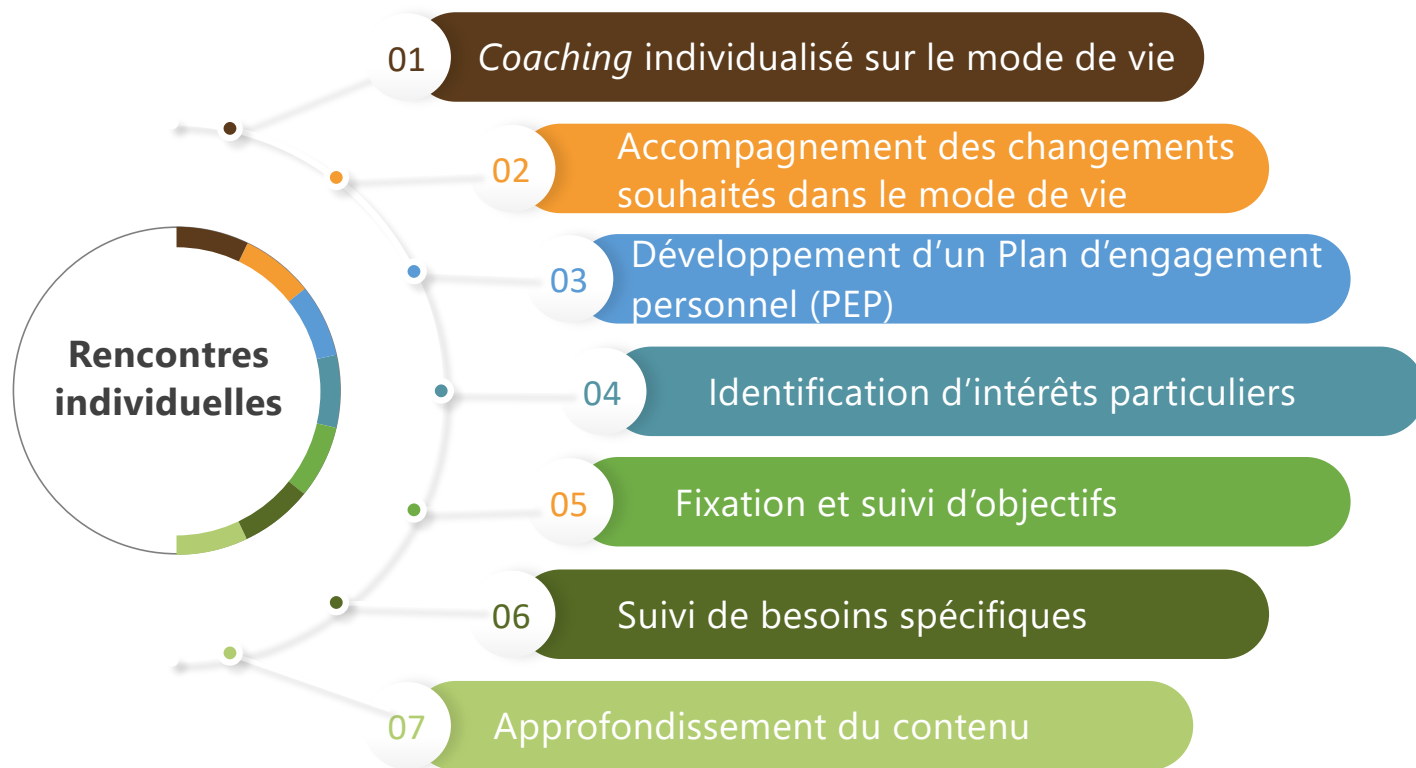 01
Coaching individualisé sur le mode de vie
02
Accompagnement des changements
souhaités dans le mode de vie
03
Développement d’un Plan d’engagement
personnel (PEP)
Rencontres
individuelles
04
Identification d’intérêts particuliers
05
Fixation et suivi d’objectifs
06
Suivi de besoins spécifiques
07
Approfondissement du contenu